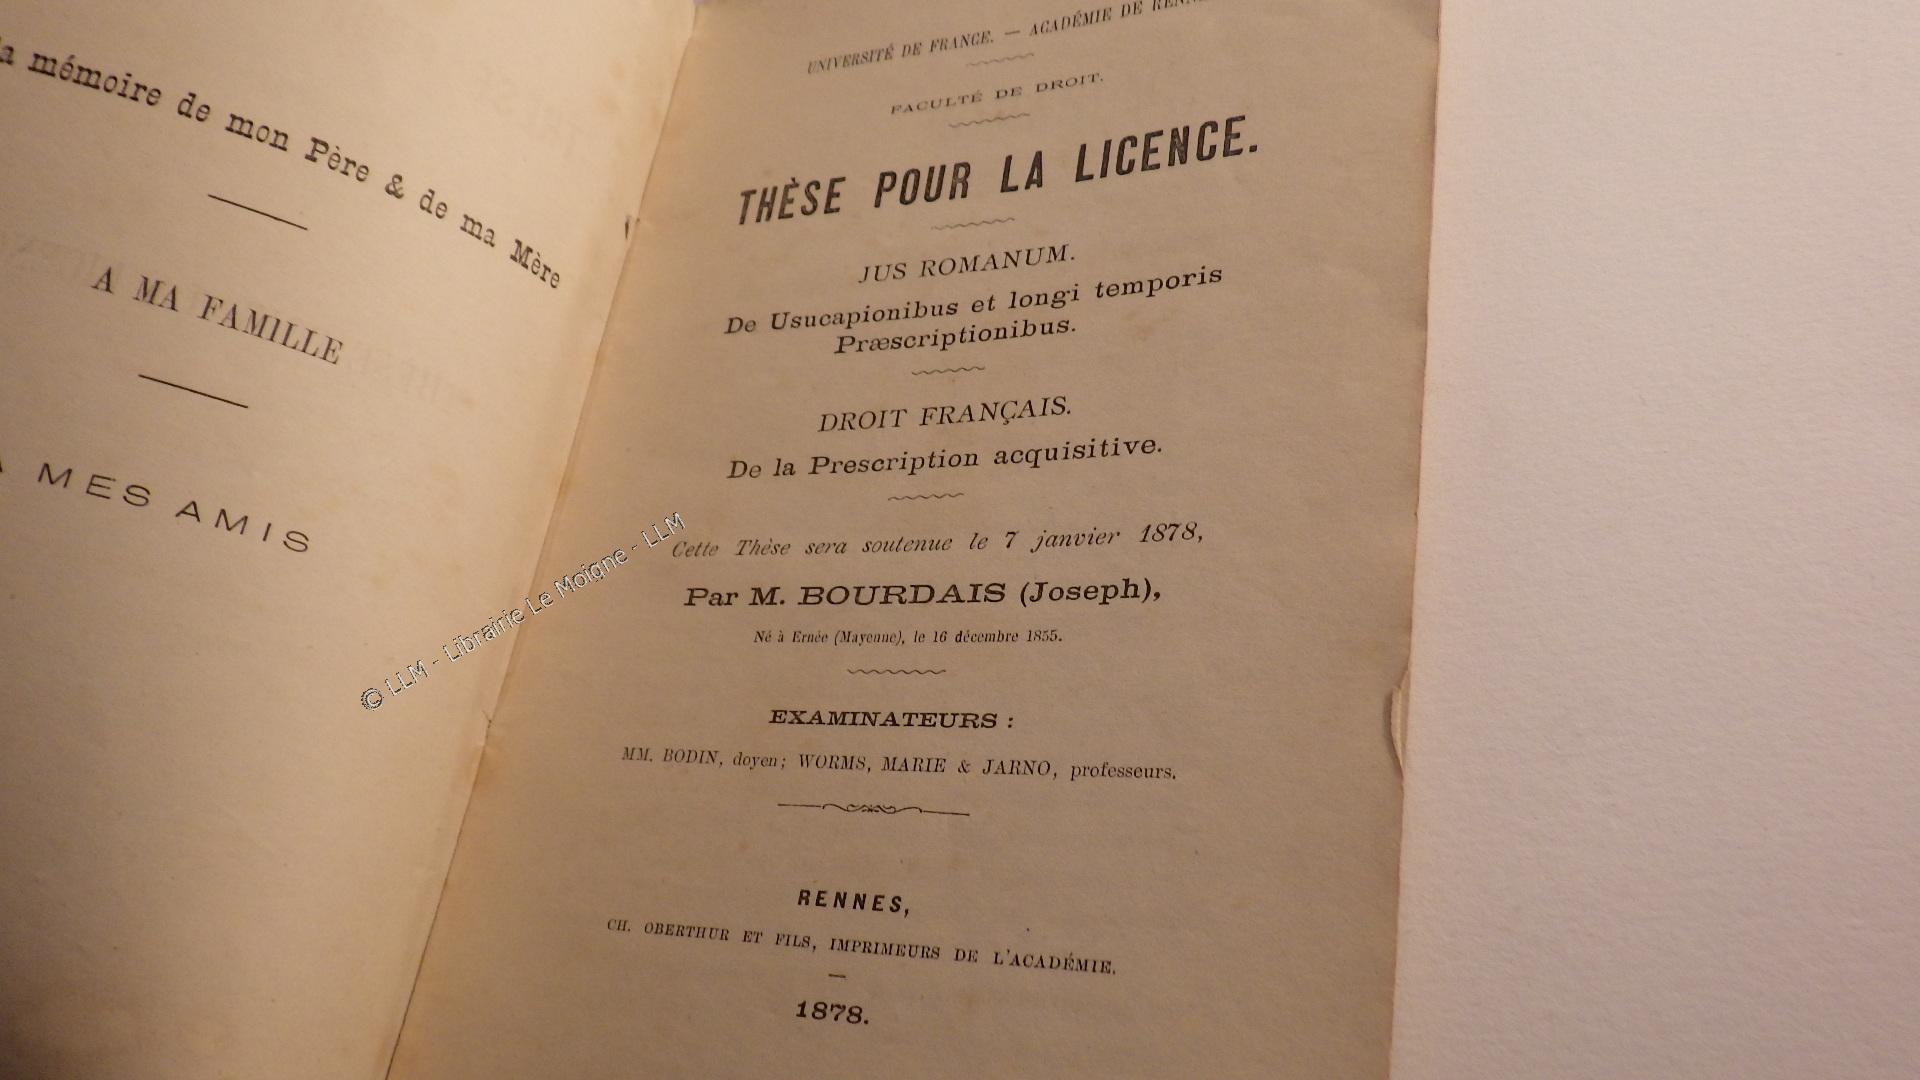 la mémoire de mon Père & de ma Mère
A MA FAMILLE
A MES AMIS
UNIVERSITÉ DE FRANCE. — ACADÉMIE DE
FACULTÉ DE DROIT.
THÈSE POUR LA LICENCE.
JUS ROMANUM.
De Usucapionibus et longi temporis
Præscriptionibus.
DROIT FRANÇAIS.
De la Prescription acquisitive.
Cette Thèse sera soutenue le 7 janvier 1878,
Par M. BOURDAIS (Joseph),
Né à Ernée (Mayenne), le 16 décembre 1855.
EXAMINATEURS :
MM. BODIN, doyen; WORMS, MARIE & JARNO, professeurs.
RENNES,
CH. OBERTHUR ET FILS, IMPRIMEURS DE L'ACADÉMIE.
1878.
© LLM - Librairie Le Moigne - LLM